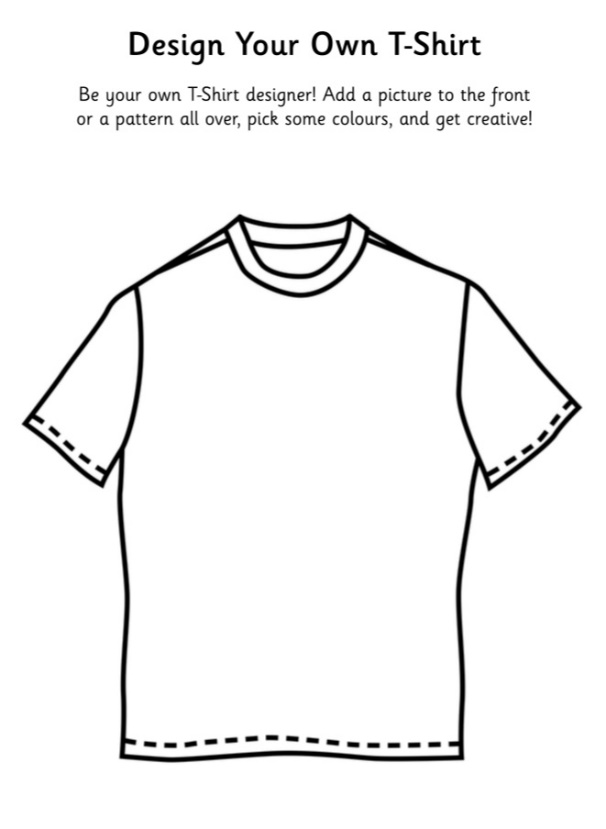 Design Your Own T-Shirt
Be your own T-Shirt designer! Add a picture to the front
or a pattern all over, pick some colours, and get creative!